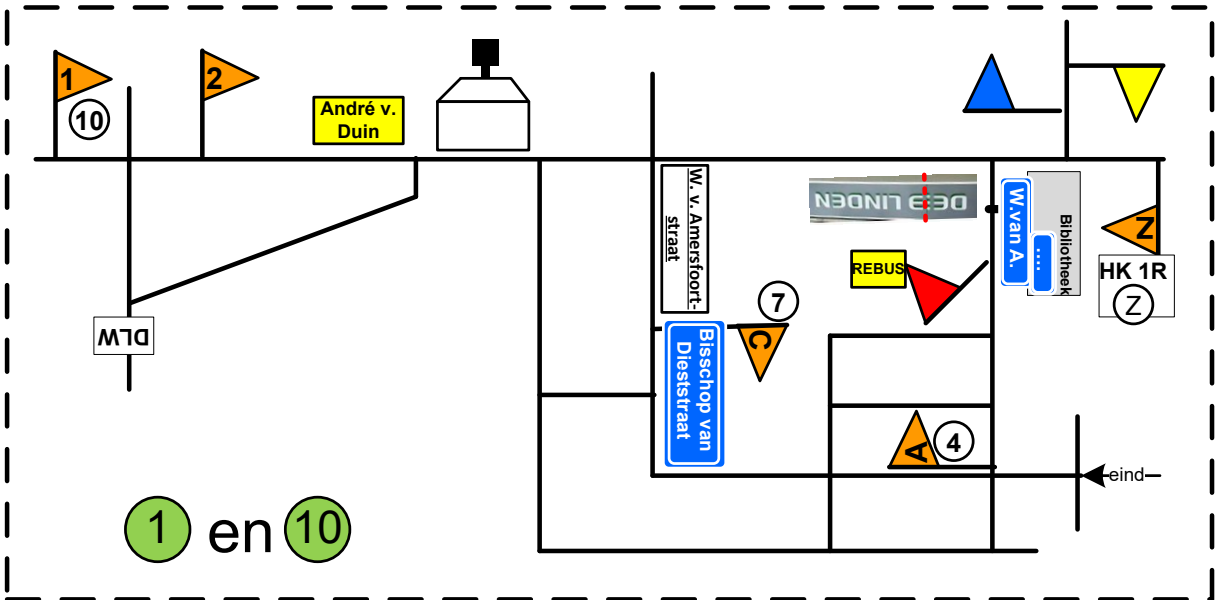 1
10
2
André v.
Duin
W. v. Amersfoort-
straat
DE LINDEN
W.van A.
....
Bibliotheek
Z
HK 1R
Z
REBUS
7
C
Bisschop van
Dieststraat
DLW
A
4
eind
1 en 10